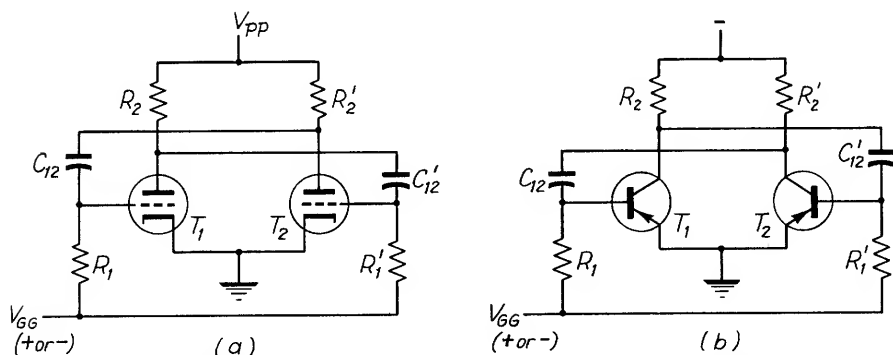 V_PP
R_2
R_2'
C_12
C_12'
T_1
T_2
R_1
R_1'
V_GG
(+or-)
(a)
-
R_2
R_2'
C_12
C_12'
T_1
T_2
R_1
R_1'
V_GG
(+or-)
(b)